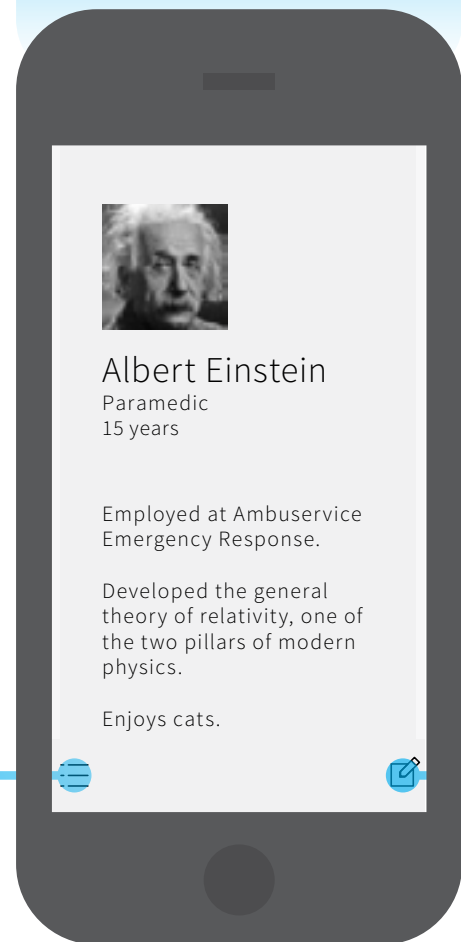 Albert Einstein
Paramedic
15 years
Employed at Ambuservice
Emergency Response.
Developed the general
theory of relativity, one of
the two pillars of modern
physics.
Enjoys cats.